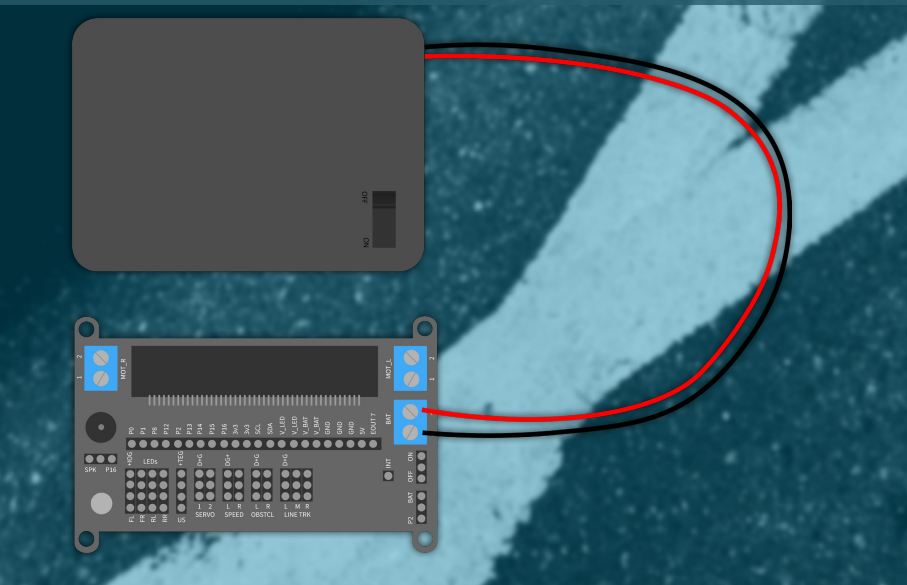 OFF
ON
2
1
MOT_R
MOT_L
2
1
BAT
P0
P1
P8
P12
P2
P13
P14
P15
P16
3v3
3v3
SCL
SDA
V_LED
V_LED
V_BAT
V_BAT
GND
GND
GND
5V
EOUT 7
SPK P16
+IOG
LEDs
+TEG
D+G
DG+
D+G
D+G
INT
ON
OFF
BAT
P2
FL
FR
RL
RR
US
1 2
SERVO
L R
SPEED
L R
OBSTCL
L M R
LINE TRK